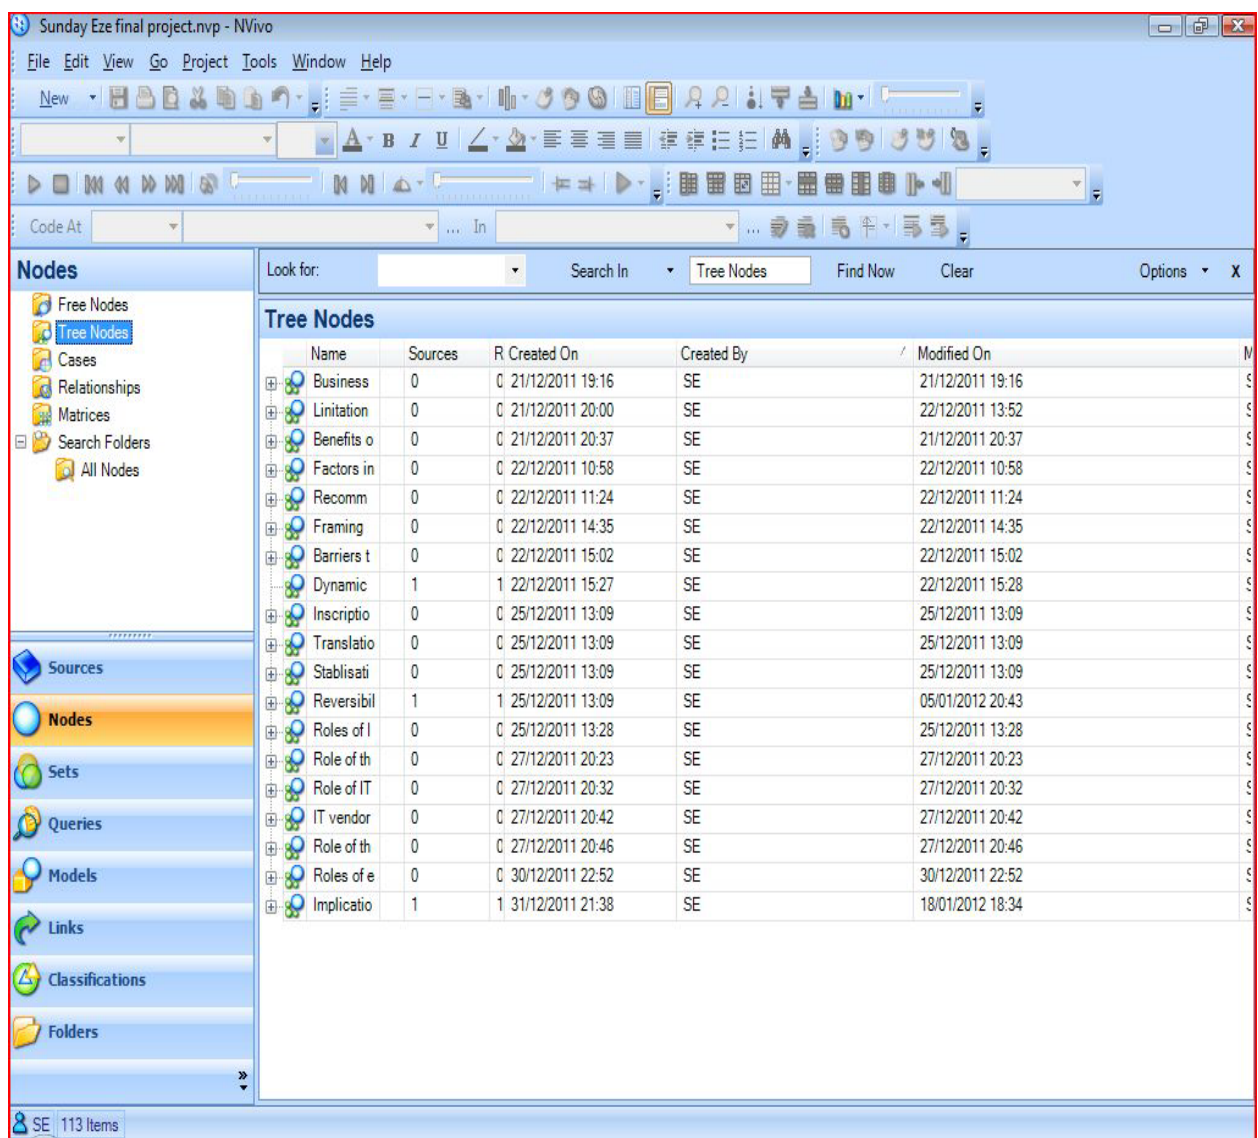 Sunday Eze final project.nvp - NVivo
File Edit View Go Project Tools Window Help
New
A B I U
Code At ... In ...
Nodes
Free Nodes
Tree Nodes
Cases
Relationships
Matrices
Search Folders
All Nodes
Sources
Nodes
Sets
Queries
Models
Links
Classifications
Folders
Look for: Search In Tree Nodes Find Now Clear Options X
Tree Nodes
Name Sources R Created On Created By Modified On M
Business 0 0 21/12/2011 19:16 SE 21/12/2011 19:16 S
Linitation 0 0 21/12/2011 20:00 SE 22/12/2011 13:52 S
Benefits o 0 0 21/12/2011 20:37 SE 21/12/2011 20:37 S
Factors in 0 0 22/12/2011 10:58 SE 22/12/2011 10:58 S
Recomm 0 0 22/12/2011 11:24 SE 22/12/2011 11:24 S
Framing 0 0 22/12/2011 14:35 SE 22/12/2011 14:35 S
Barriers t 0 0 22/12/2011 15:02 SE 22/12/2011 15:02 S
Dynamic 1 1 22/12/2011 15:27 SE 22/12/2011 15:28 S
Inscriptio 0 0 25/12/2011 13:09 SE 25/12/2011 13:09 S
Translatio 0 0 25/12/2011 13:09 SE 25/12/2011 13:09 S
Stablisati 0 0 25/12/2011 13:09 SE 25/12/2011 13:09 S
Reversibil 1 1 25/12/2011 13:09 SE 05/01/2012 20:43 S
Roles of I 0 0 25/12/2011 13:28 SE 25/12/2011 13:28 S
Role of th 0 0 27/12/2011 20:23 SE 27/12/2011 20:23 S
Role of IT 0 0 27/12/2011 20:32 SE 27/12/2011 20:32 S
IT vendor 0 0 27/12/2011 20:42 SE 27/12/2011 20:42 S
Role of th 0 0 27/12/2011 20:46 SE 27/12/2011 20:46 S
Roles of e 0 0 30/12/2011 22:52 SE 30/12/2011 22:52 S
Implicatio 1 1 31/12/2011 21:38 SE 18/01/2012 18:34 S
SE 113 Items